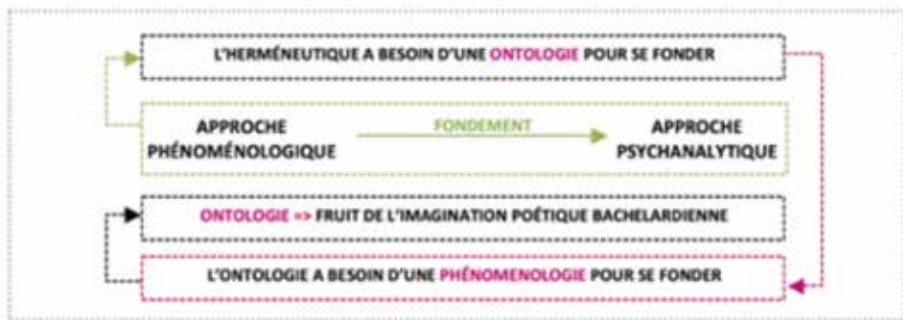 L'HERMÉNEUTIQUE A BESOIN D'UNE ONTOLOGIE POUR SE FONDER
APPROCHE PHÉNOMÉNOLOGIQUE
FONDEMENT
APPROCHE PSYCHANALYTIQUE
ONTOLOGIE => FRUIT DE L'IMAGINATION POÉTIQUE BACHELARDIENNE
L'ONTOLOGIE A BESOIN D'UNE PHÉNOMENOLOGIE POUR SE FONDER